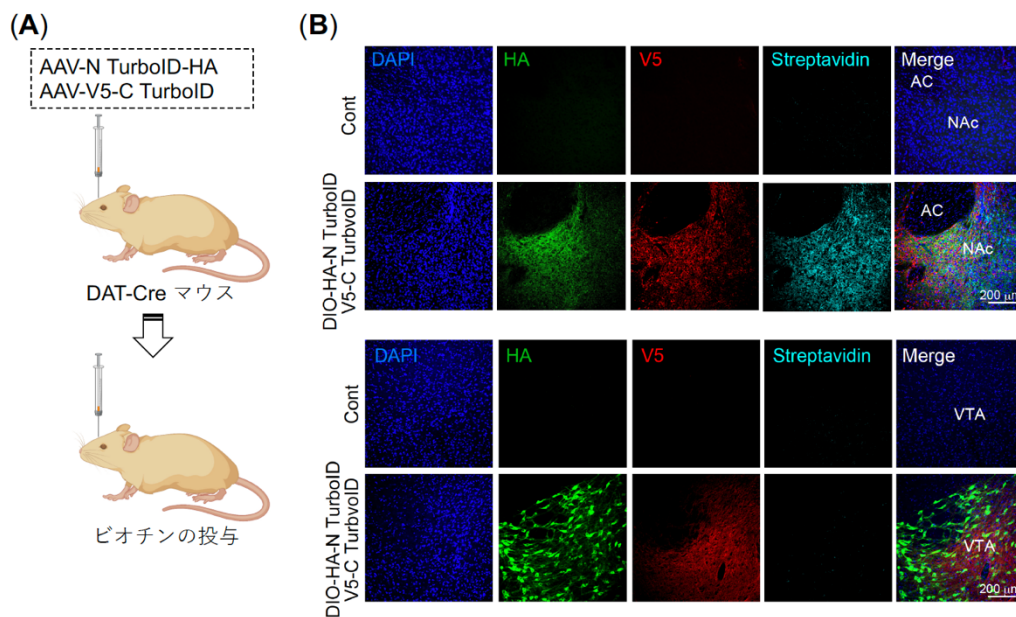 (A)
AAV-N TurboID-HA
AAV-V5-C TurboID
DAT-Cre マウス
ビオチンの投与
(B)
DAPI
HA
V5
Streptavidin
Merge
AC
NAc
Cont
AC
NAc
200 μm
DIO-HA-N TurboID
V5-C TurbvoID
DAPI
HA
V5
Streptavidin
Merge
VTA
Cont
VTA
200 μm
DIO-HA-N TurboID
V5-C TurbvoID